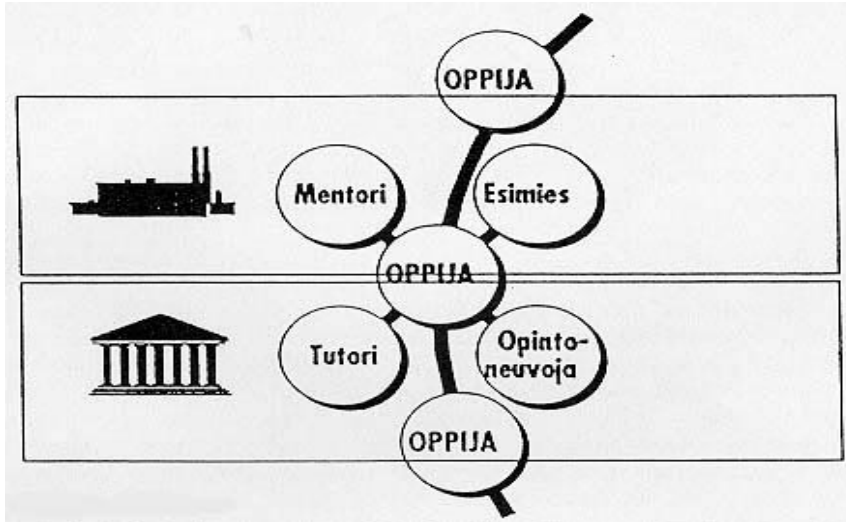 OPPIJA
Mentori
Esimies
OPPIJA
Tutori
Opinto-
neuvoja
OPPIJA